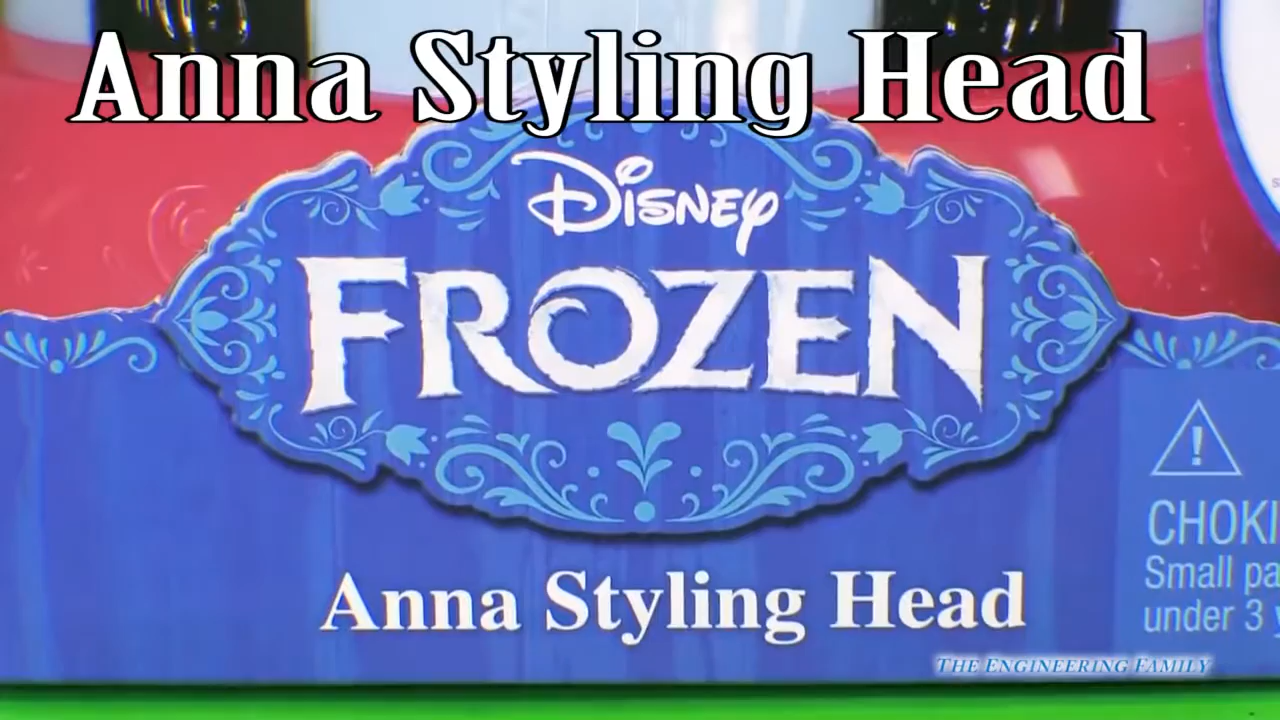 Anna Styling Head
Disney
FROZEN
Anna Styling Head
CHOKI
Small pa
under 3 y
THE ENGINEERING FAMILY